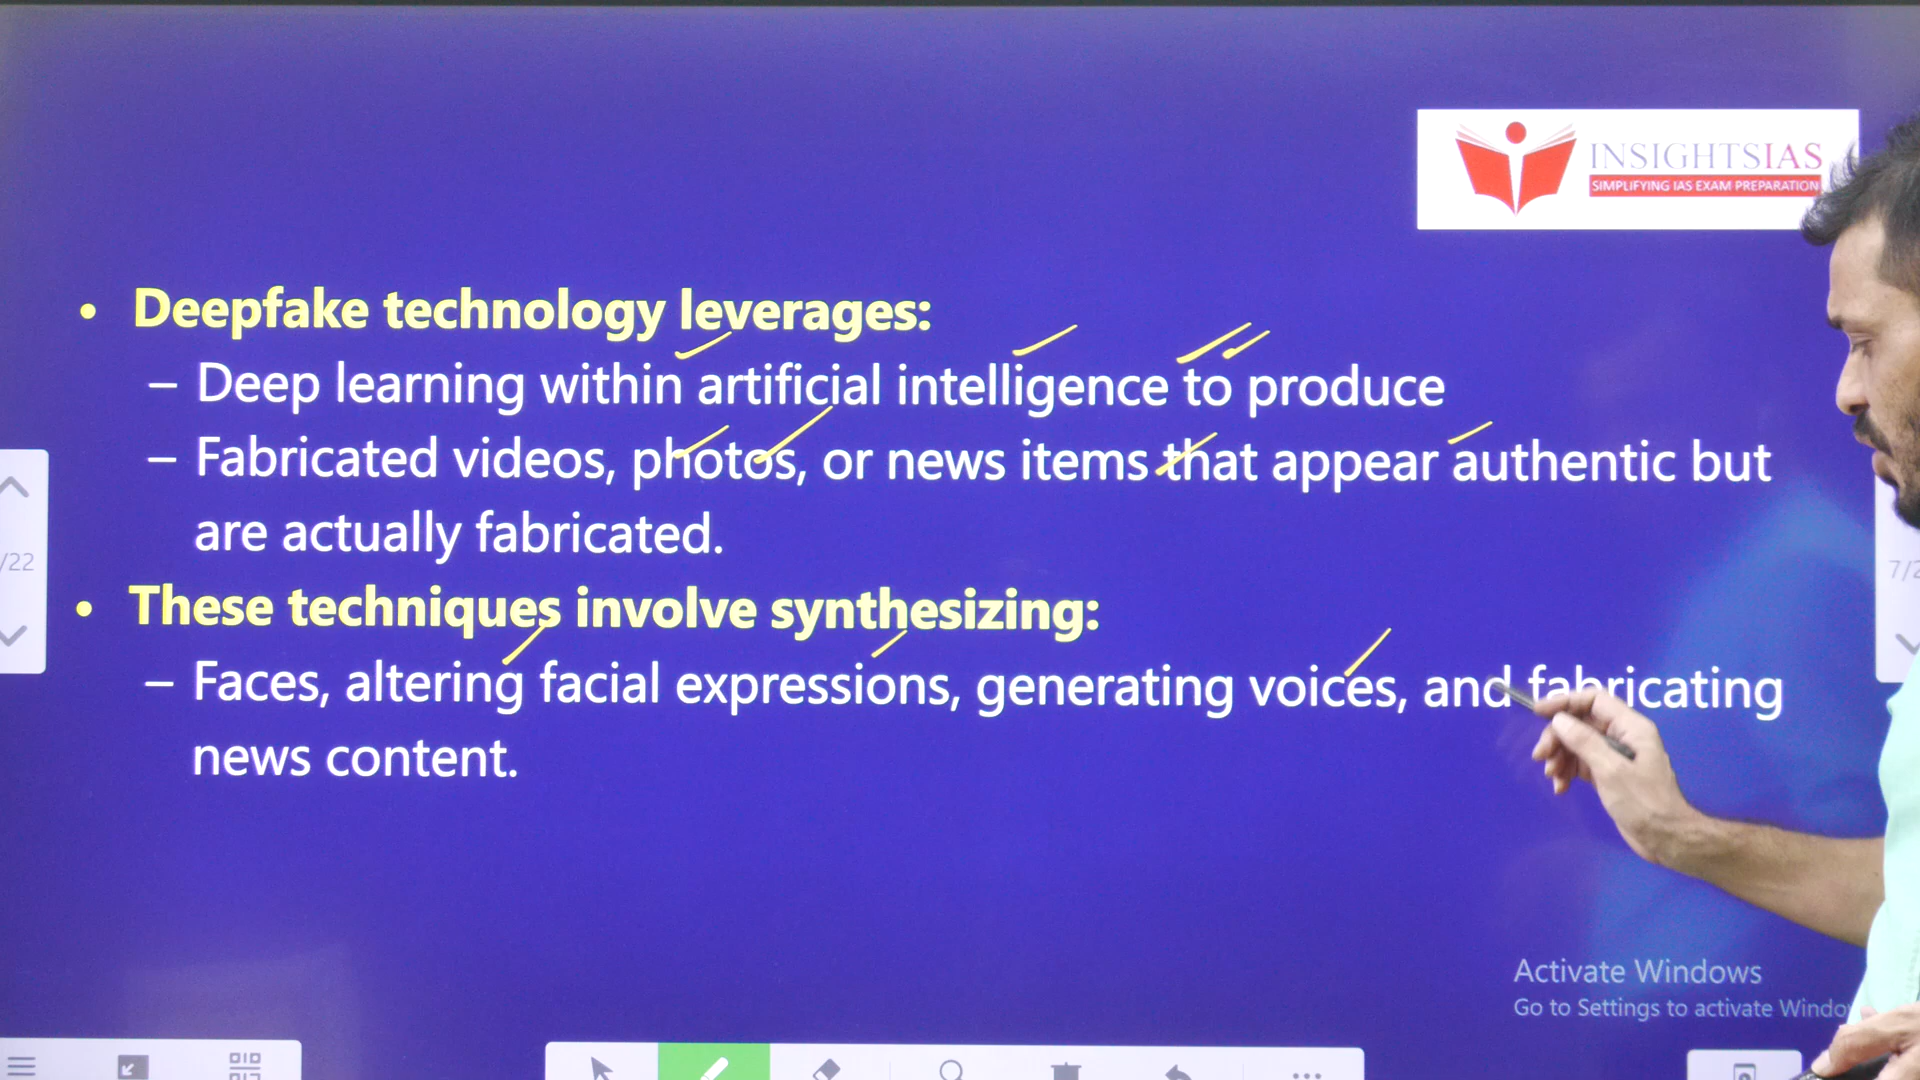 INSIGHTSIAS
SIMPLIFYING IAS EXAM PREPARATION
• Deepfake technology leverages:
– Deep learning within artificial intelligence to produce
– Fabricated videos, photos, or news items that appear authentic but
are actually fabricated.
• These techniques involve synthesizing:
– Faces, altering facial expressions, generating voices, and fabricating
news content.
/22
7/2
Activate Windows
Go to Settings to activate Windo